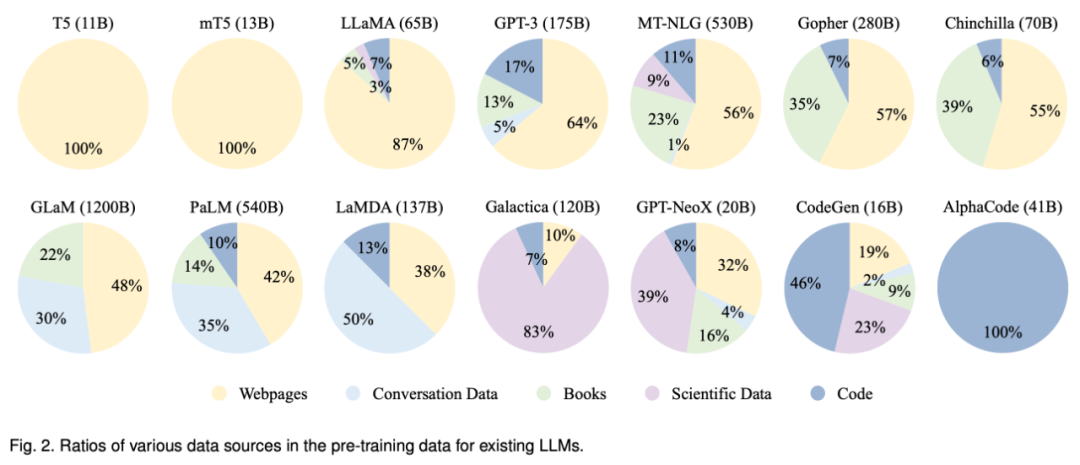 T5 (11B) mT5 (13B) LLaMA (65B) GPT-3 (175B) MT-NLG (530B) Gopher (280B) Chinchilla (70B)
100%
100%
5% 7% 3% 87%
17% 13% 5% 64%
11% 9% 23% 1% 56%
7% 35% 57%
6% 39% 55%
GLaM (1200B) PaLM (540B) LaMDA (137B) Galactica (120B) GPT-NeoX (20B) CodeGen (16B) AlphaCode (41B)
22% 30% 48%
10% 14% 35% 42%
13% 50% 38%
10% 7% 83%
8% 39% 16% 4% 32%
19% 2% 9% 23% 46%
100%
Webpages Conversation Data Books Scientific Data Code
Fig. 2. Ratios of various data sources in the pre-training data for existing LLMs.